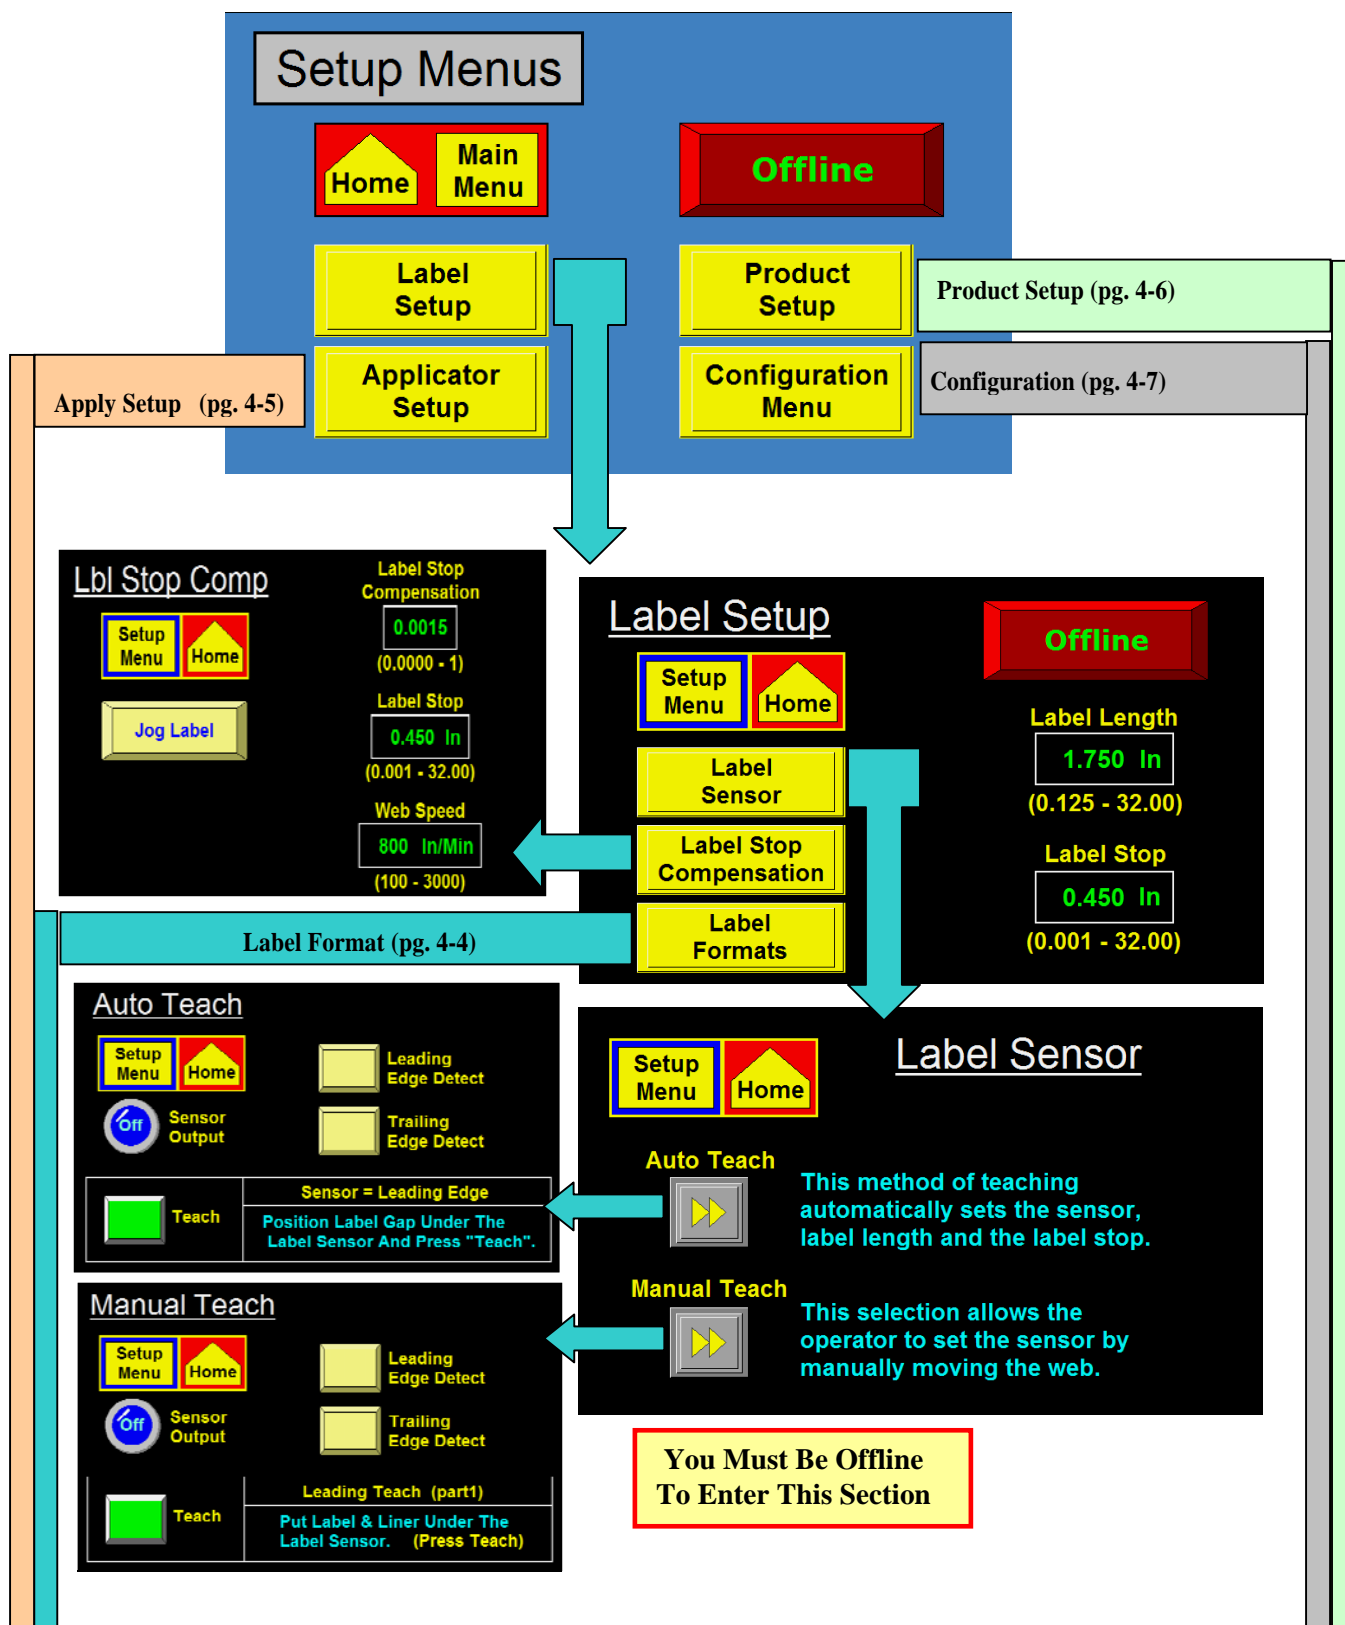 Setup Menus
Home
Main
Menu
Offline
Label
Setup
Product
Setup
Product Setup (pg. 4-6)
Applicator
Setup
Configuration
Menu
Configuration (pg. 4-7)
Apply Setup (pg. 4-5)
Lbl Stop Comp
Setup
Menu
Home
Jog Label
Label Stop
Compensation
0.0015
(0.0000 - 1)
Label Stop
0.450 In
(0.001 - 32.00)
Web Speed
800 In/Min
(100 - 3000)
Label Setup
Setup
Menu
Home
Offline
Label
Sensor
Label Stop
Compensation
Label
Formats
Label Length
1.750 In
(0.125 - 32.00)
Label Stop
0.450 In
(0.001 - 32.00)
Label Format (pg. 4-4)
Auto Teach
Setup
Menu
Home
Off
Sensor
Output
Leading
Edge Detect
Trailing
Edge Detect
Teach
Sensor = Leading Edge
Position Label Gap Under The
Label Sensor And Press "Teach".
Label Sensor
Setup
Menu
Home
Auto Teach
This method of teaching
automatically sets the sensor,
label length and the label stop.
Manual Teach
This selection allows the
operator to set the sensor by
manually moving the web.
Manual Teach
Setup
Menu
Home
Off
Sensor
Output
Leading
Edge Detect
Trailing
Edge Detect
Teach
Leading Teach (part1)
Put Label & Liner Under The
Label Sensor. (Press Teach)
You Must Be Offline
To Enter This Section